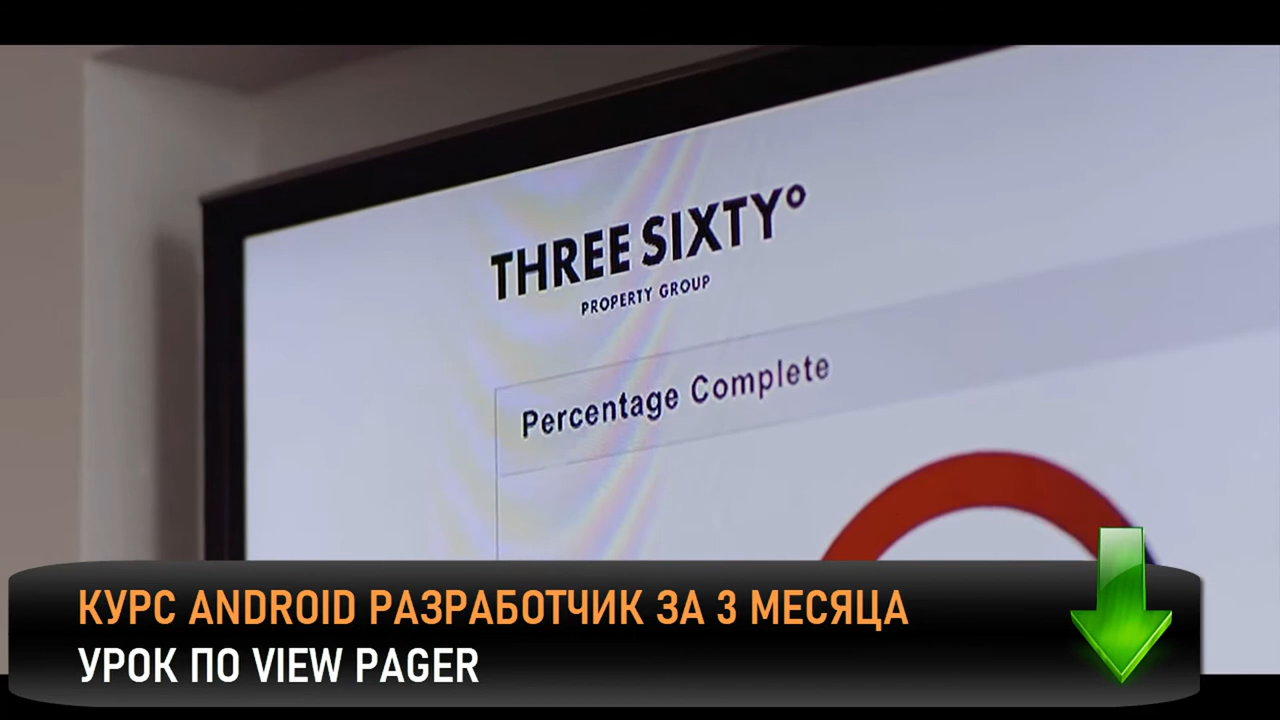 THREE SIXTY°
PROPERTY GROUP
Percentage Complete
КУРС ANDROID РАЗРАБОТЧИК ЗА 3 МЕСЯЦА
УРОК ПО VIEW PAGER